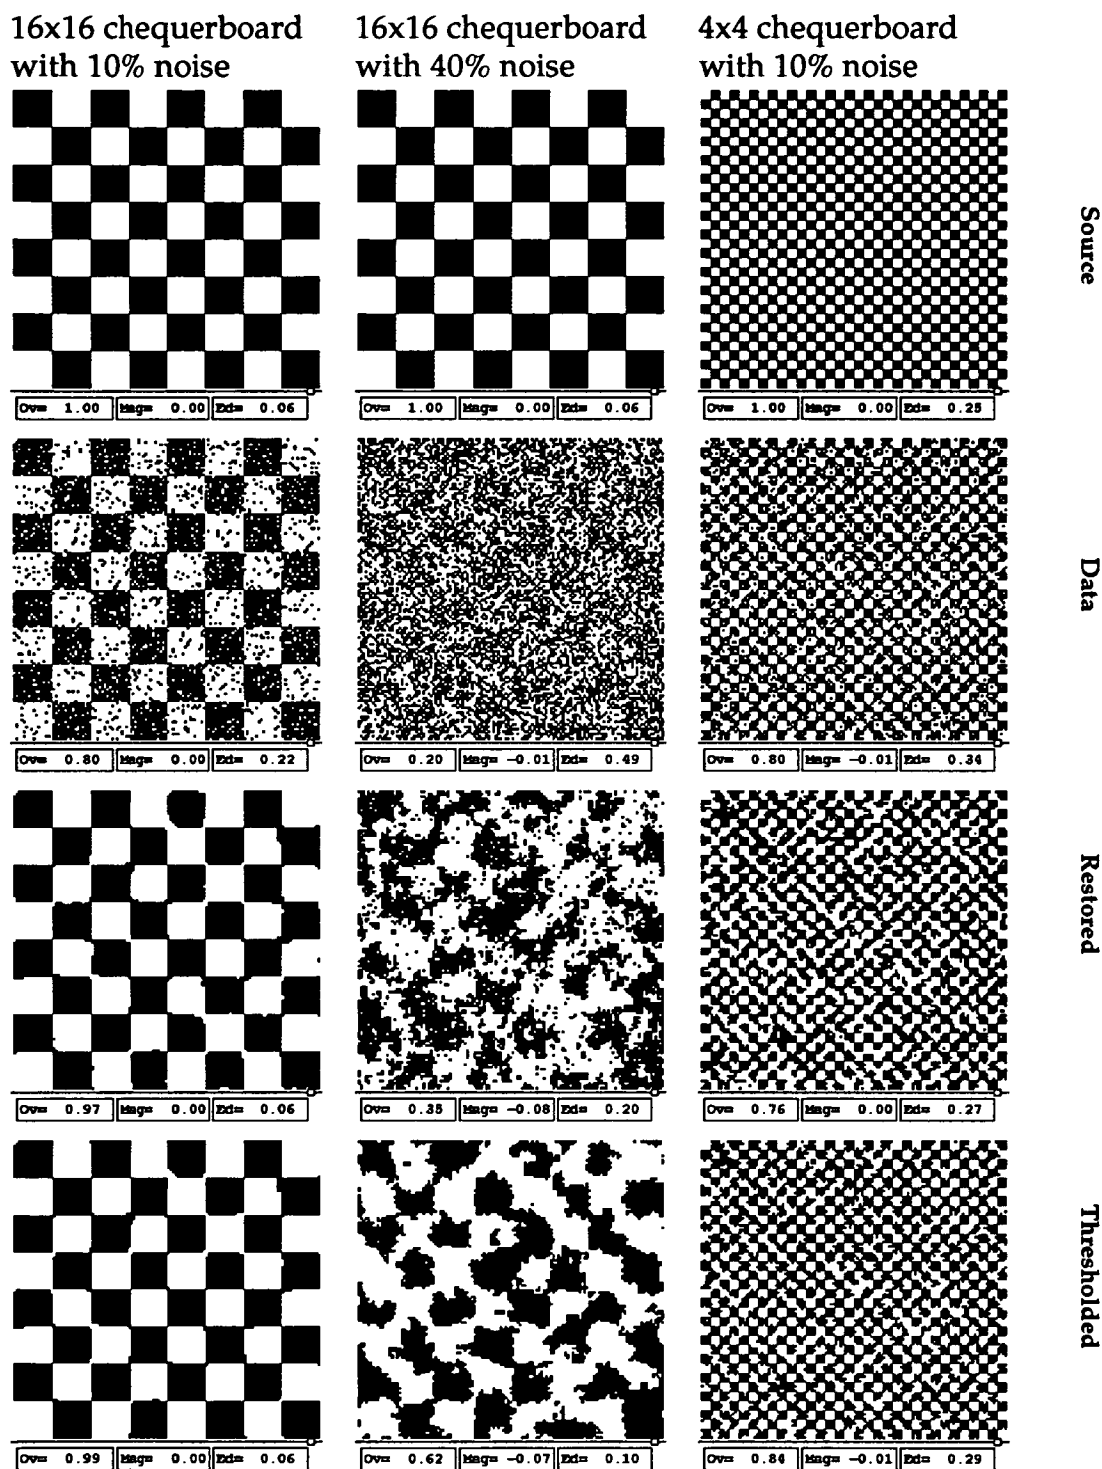 16x16 chequerboard with 10% noise
16x16 chequerboard with 40% noise
4x4 chequerboard with 10% noise
Source
Ov= 1.00 Mag= 0.00 Ed= 0.06
Ov= 1.00 Mag= 0.00 Ed= 0.06
Ov= 1.00 Mag= 0.00 Ed= 0.25
Data
Ov= 0.80 Mag= 0.00 Ed= 0.22
Ov= 0.20 Mag= -0.01 Ed= 0.49
Ov= 0.80 Mag= -0.01 Ed= 0.34
Restored
Ov= 0.97 Mag= 0.00 Ed= 0.06
Ov= 0.35 Mag= -0.08 Ed= 0.20
Ov= 0.76 Mag= 0.00 Ed= 0.27
Thresholded
Ov= 0.99 Mag= 0.00 Ed= 0.06
Ov= 0.62 Mag= -0.07 Ed= 0.10
Ov= 0.84 Mag= -0.01 Ed= 0.29